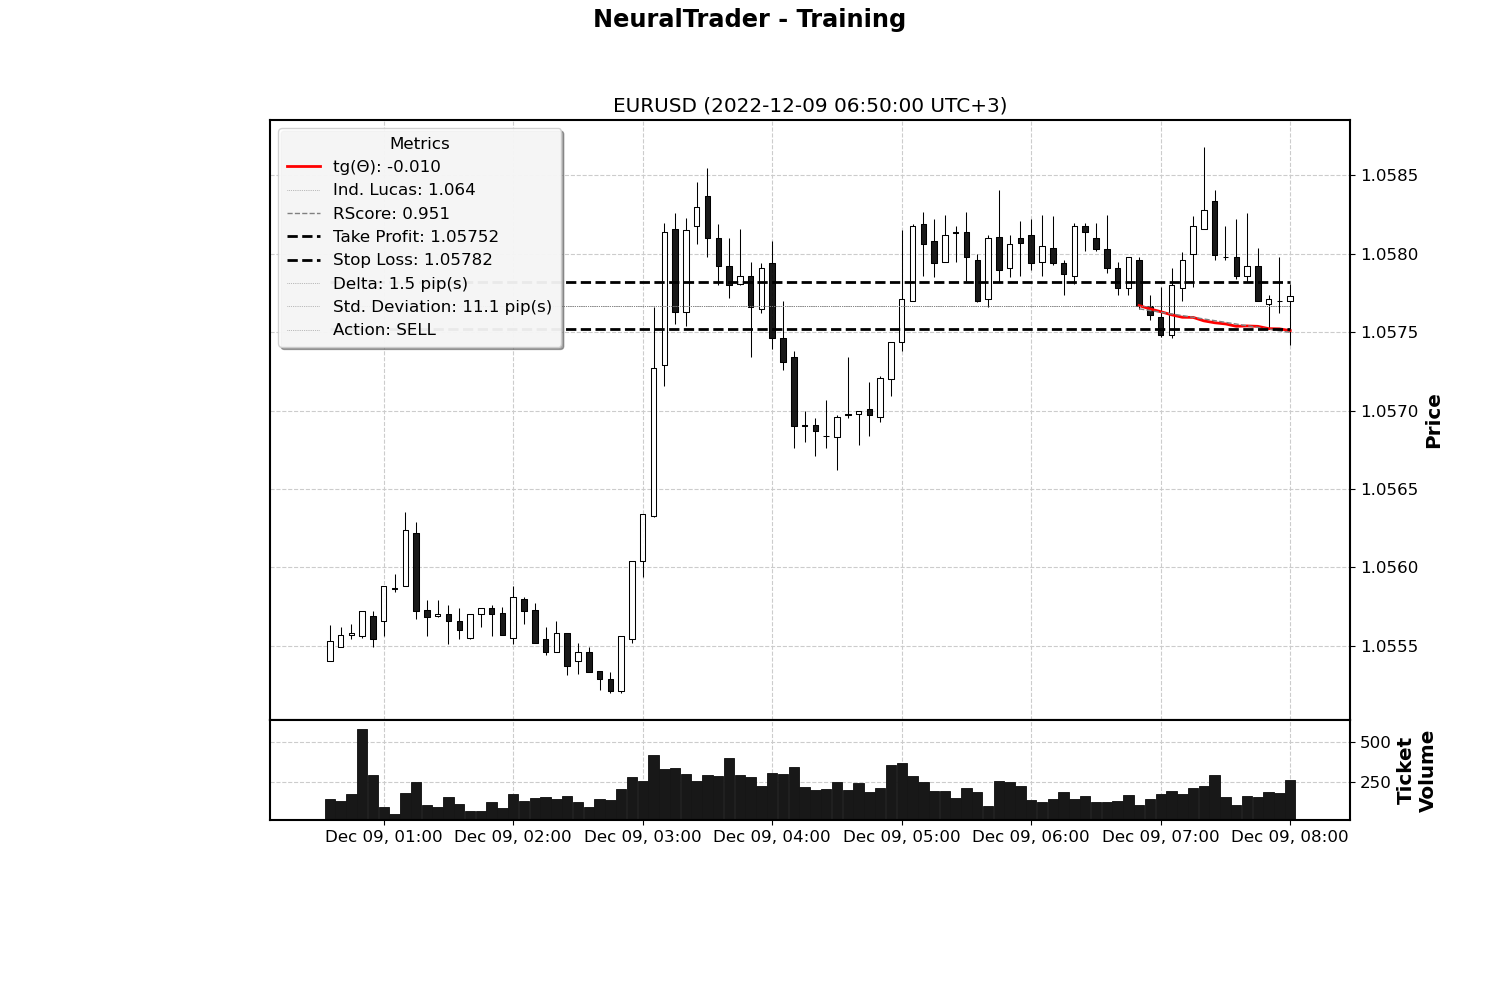 NeuralTrader - Training
EURUSD (2022-12-09 06:50:00 UTC+3)
Metrics
tg(Θ): -0.010
Ind. Lucas: 1.064
RScore: 0.951
Take Profit: 1.05752
Stop Loss: 1.05782
Delta: 1.5 pip(s)
Std. Deviation: 11.1 pip(s)
Action: SELL
1.0585
1.0580
1.0575
1.0570
1.0565
1.0560
1.0555
Price
500
250
Ticket
Volume
Dec 09, 01:00 Dec 09, 02:00 Dec 09, 03:00 Dec 09, 04:00 Dec 09, 05:00 Dec 09, 06:00 Dec 09, 07:00 Dec 09, 08:00